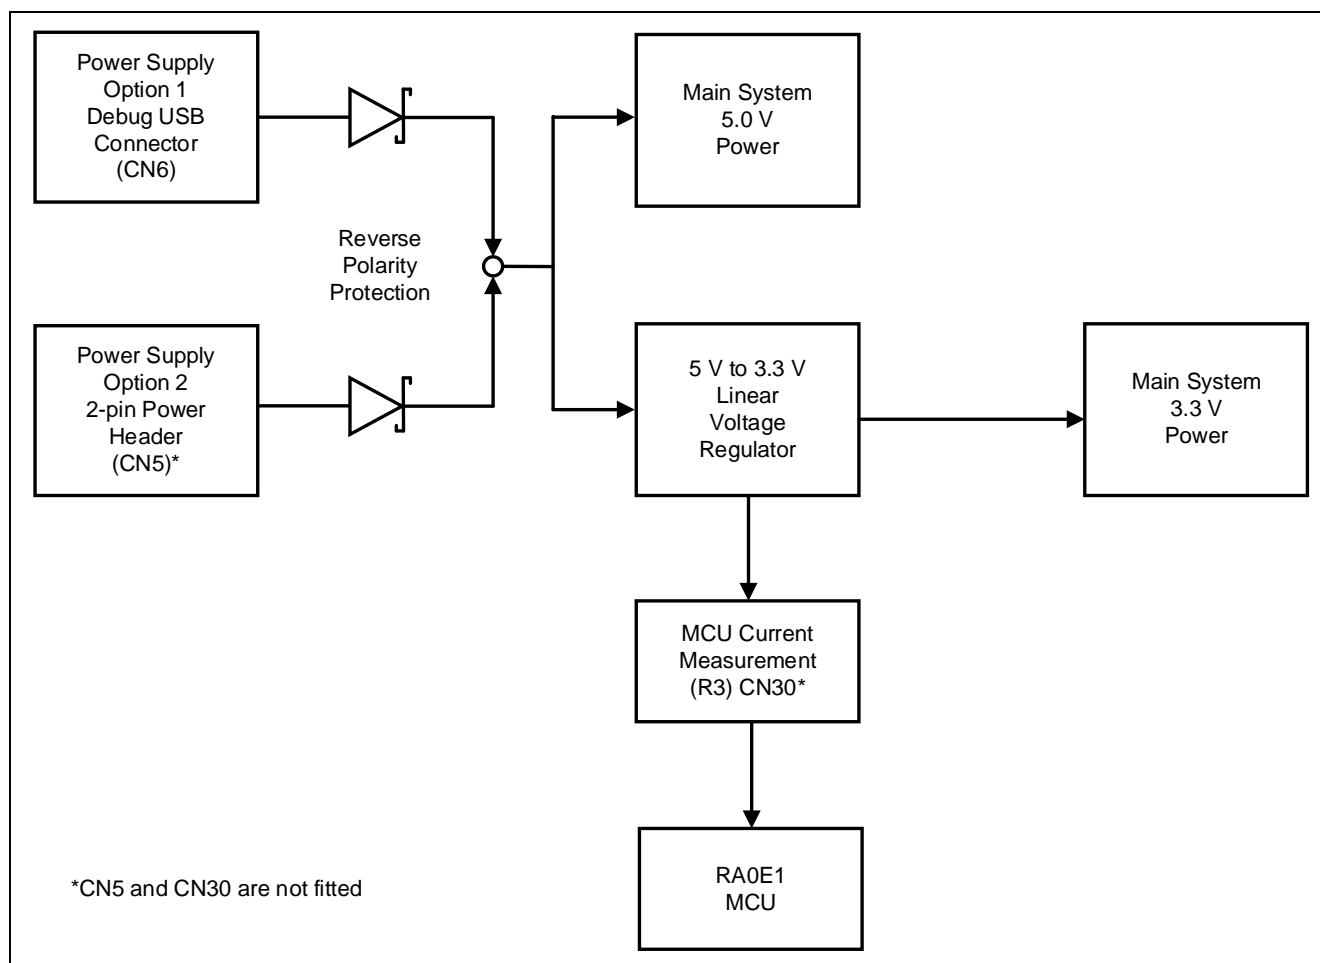 Power Supply
Option 1
Debug USB
Connector
(CN6)
Main System
5.0 V
Power
Reverse
Polarity
Protection
Power Supply
Option 2
2-pin Power
Header
(CN5)*
5 V to 3.3 V
Linear
Voltage
Regulator
Main System
3.3 V
Power
MCU Current
Measurement
(R3) CN30*
RA0E1
MCU
*CN5 and CN30 are not fitted